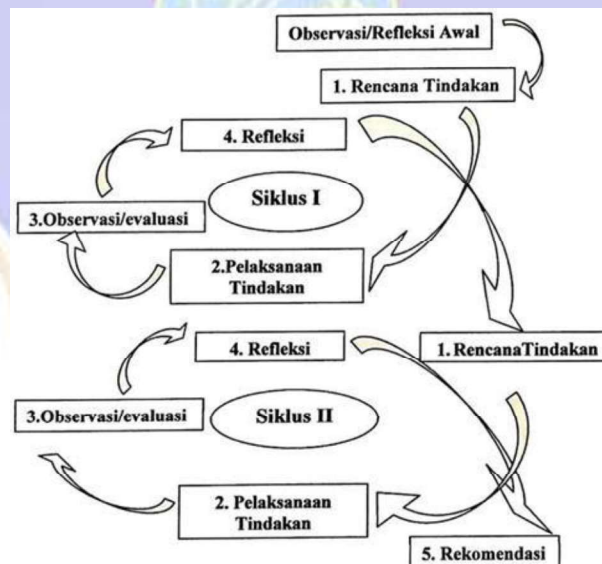 Observasi/Refleksi Awal
1. Rencana Tindakan
4. Refleksi
Siklus I
3.Observasi/evaluasi
2.Pelaksanaan
Tindakan
4. Refleksi
1. RencanaTindakan
3.Observasi/evaluasi
Siklus II
2. Pelaksanaan
Tindakan
5. Rekomendasi